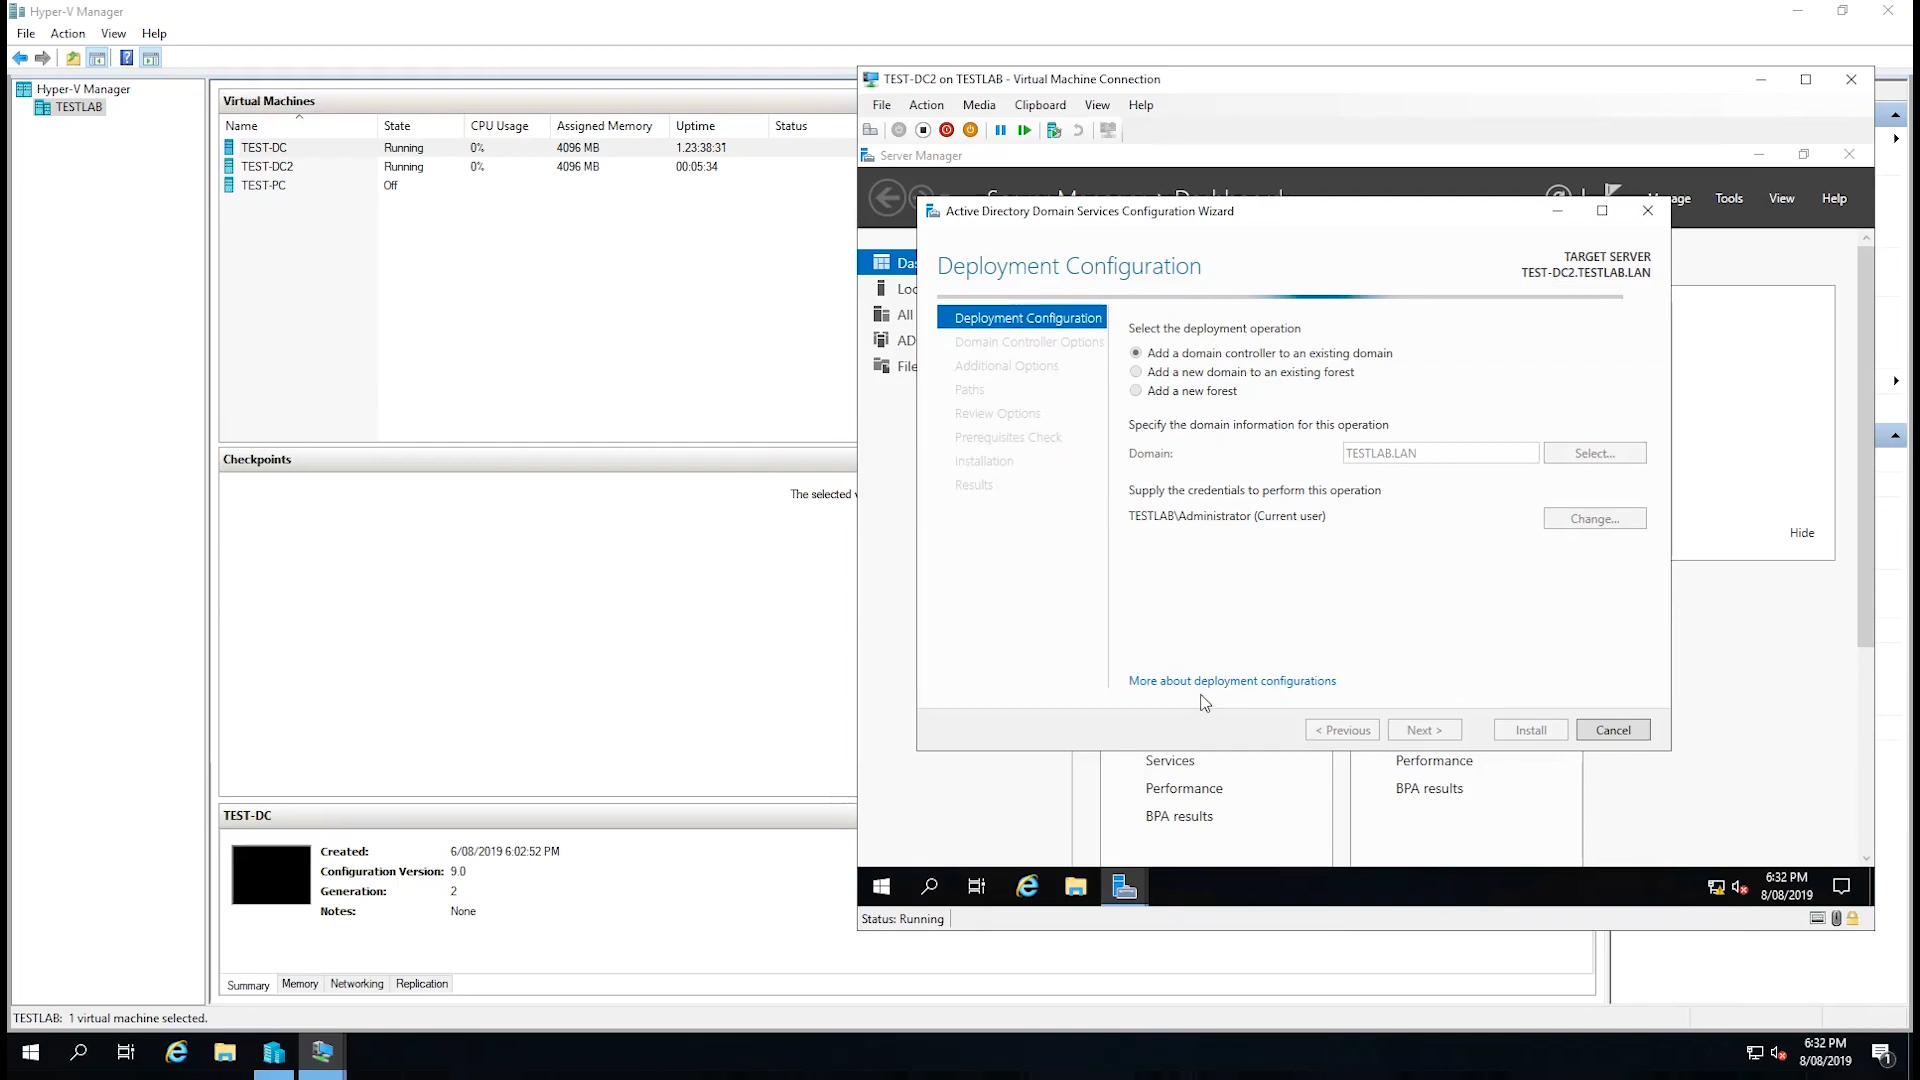 Hyper-V Manager
File Action View Help
Hyper-V Manager
TESTLAB
Virtual Machines
Name State CPU Usage Assigned Memory Uptime Status
TEST-DC Running 0% 4096 MB 1.23:38:31
TEST-DC2 Running 0% 4096 MB 00:05:34
TEST-PC Off
Checkpoints
The selected
TEST-DC
Created: 6/08/2019 6:02:52 PM
Configuration Version: 9.0
Generation: 2
Notes: None
Summary Memory Networking Replication
TESTLAB: 1 virtual machine selected.
TEST-DC2 on TESTLAB - Virtual Machine Connection
File Action Media Clipboard View Help
Server Manager
Tools View Help
All
AD
Active Directory Domain Services Configuration Wizard
Deployment Configuration
TARGET SERVER
TEST-DC2.TESTLAB.LAN
Deployment Configuration
Domain Controller Options
Additional Options
Paths
Review Options
Prerequisites Check
Installation
Results
Select the deployment operation
Add a domain controller to an existing domain
Add a new domain to an existing forest
Add a new forest
Specify the domain information for this operation
Domain: TESTLAB.LAN Select...
Supply the credentials to perform this operation
TESTLAB\Administrator (Current user) Change...
More about deployment configurations
< Previous Next > Install Cancel
Hide
Services Performance
Performance BPA results
BPA results
6:32 PM
8/08/2019
Status: Running
6:32 PM
8/08/2019
1